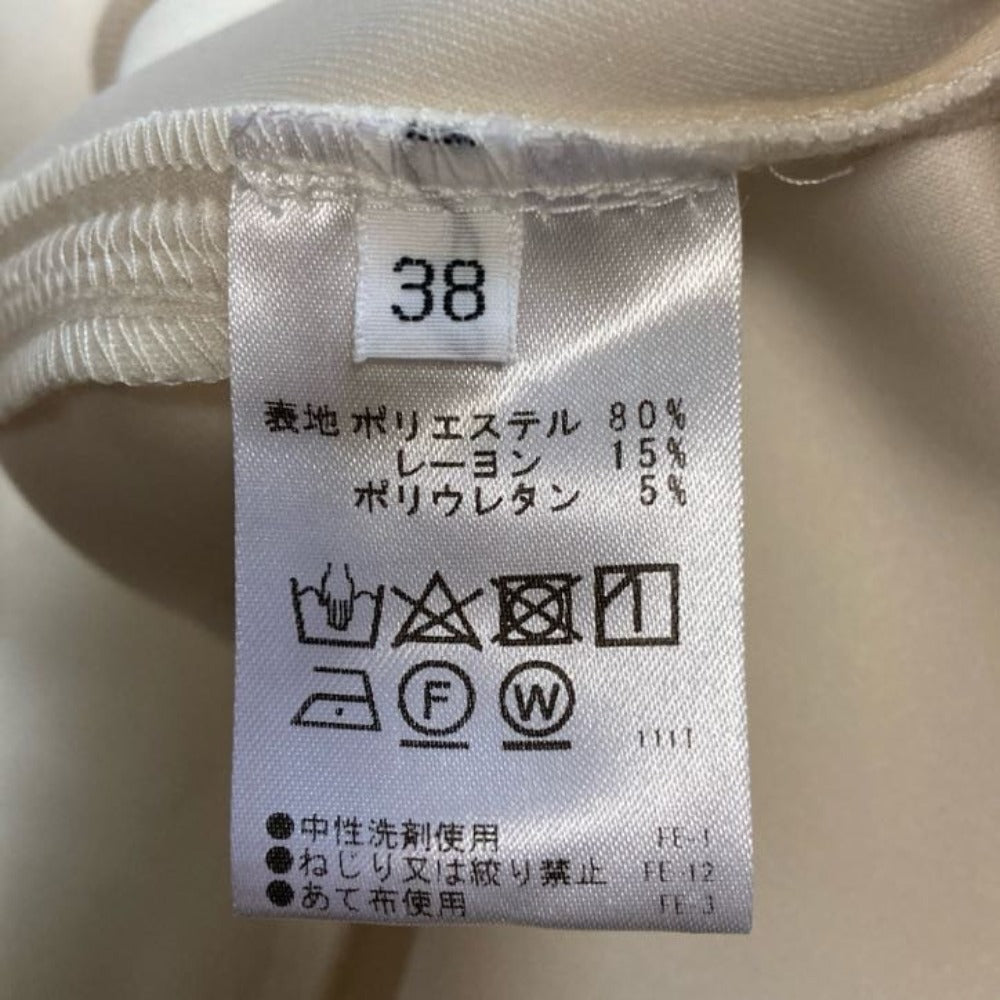 38
表地 ポリエステル 80%
レーヨン 15%
ポリウレタン 5%
F W
1111
●中性洗剤使用 FE-1
●ねじり又は絞り禁止 FE-12
●あて布使用 FE-3